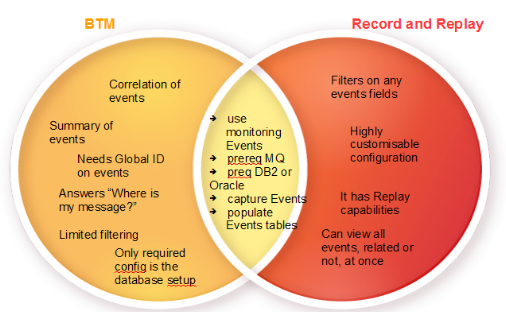 BTM
Record and Replay
Correlation of
events
Summary of
events
Needs Global ID
on events
Answers “Where is
my message?”
Limited filtering
Only required
config is the
database setup
➔ use
monitoring
Events
➔ prereq MQ
➔ preq DB2 or
Oracle
➔ capture Events
➔ populate
Events tables
Filters on any
events fields
Highly
customisable
configuration
It has Replay
capabilities
Can view all
events, related or
not, at once